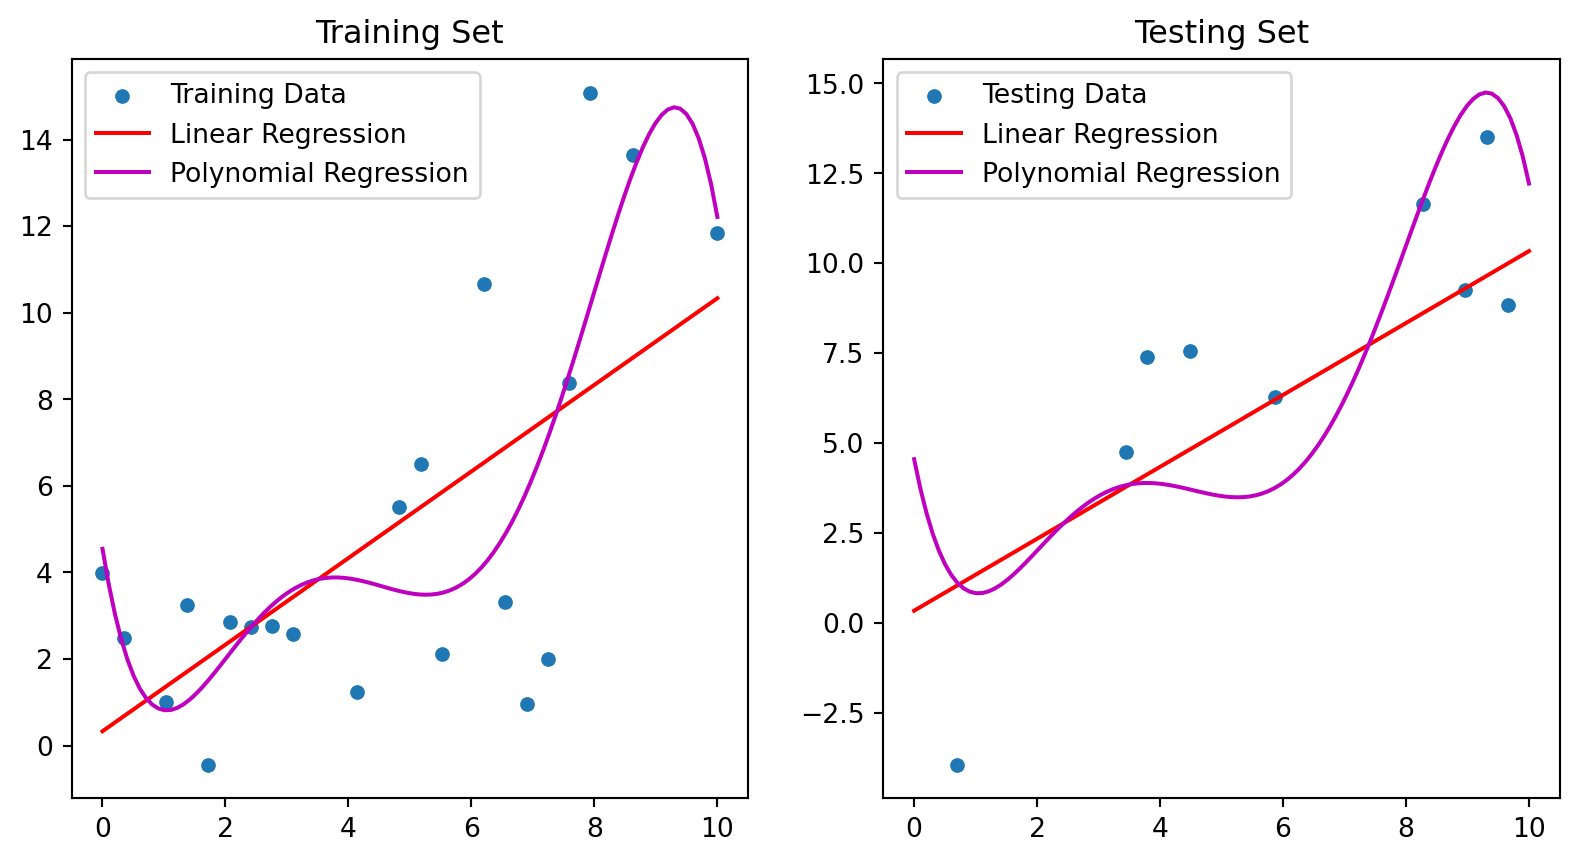 Training Set
Training Data
Linear Regression
Polynomial Regression
14
12
10
8
6
4
2
0
0 2 4 6 8 10
Testing Set
Testing Data
Linear Regression
Polynomial Regression
15.0
12.5
10.0
7.5
5.0
2.5
0.0
−2.5
0 2 4 6 8 10